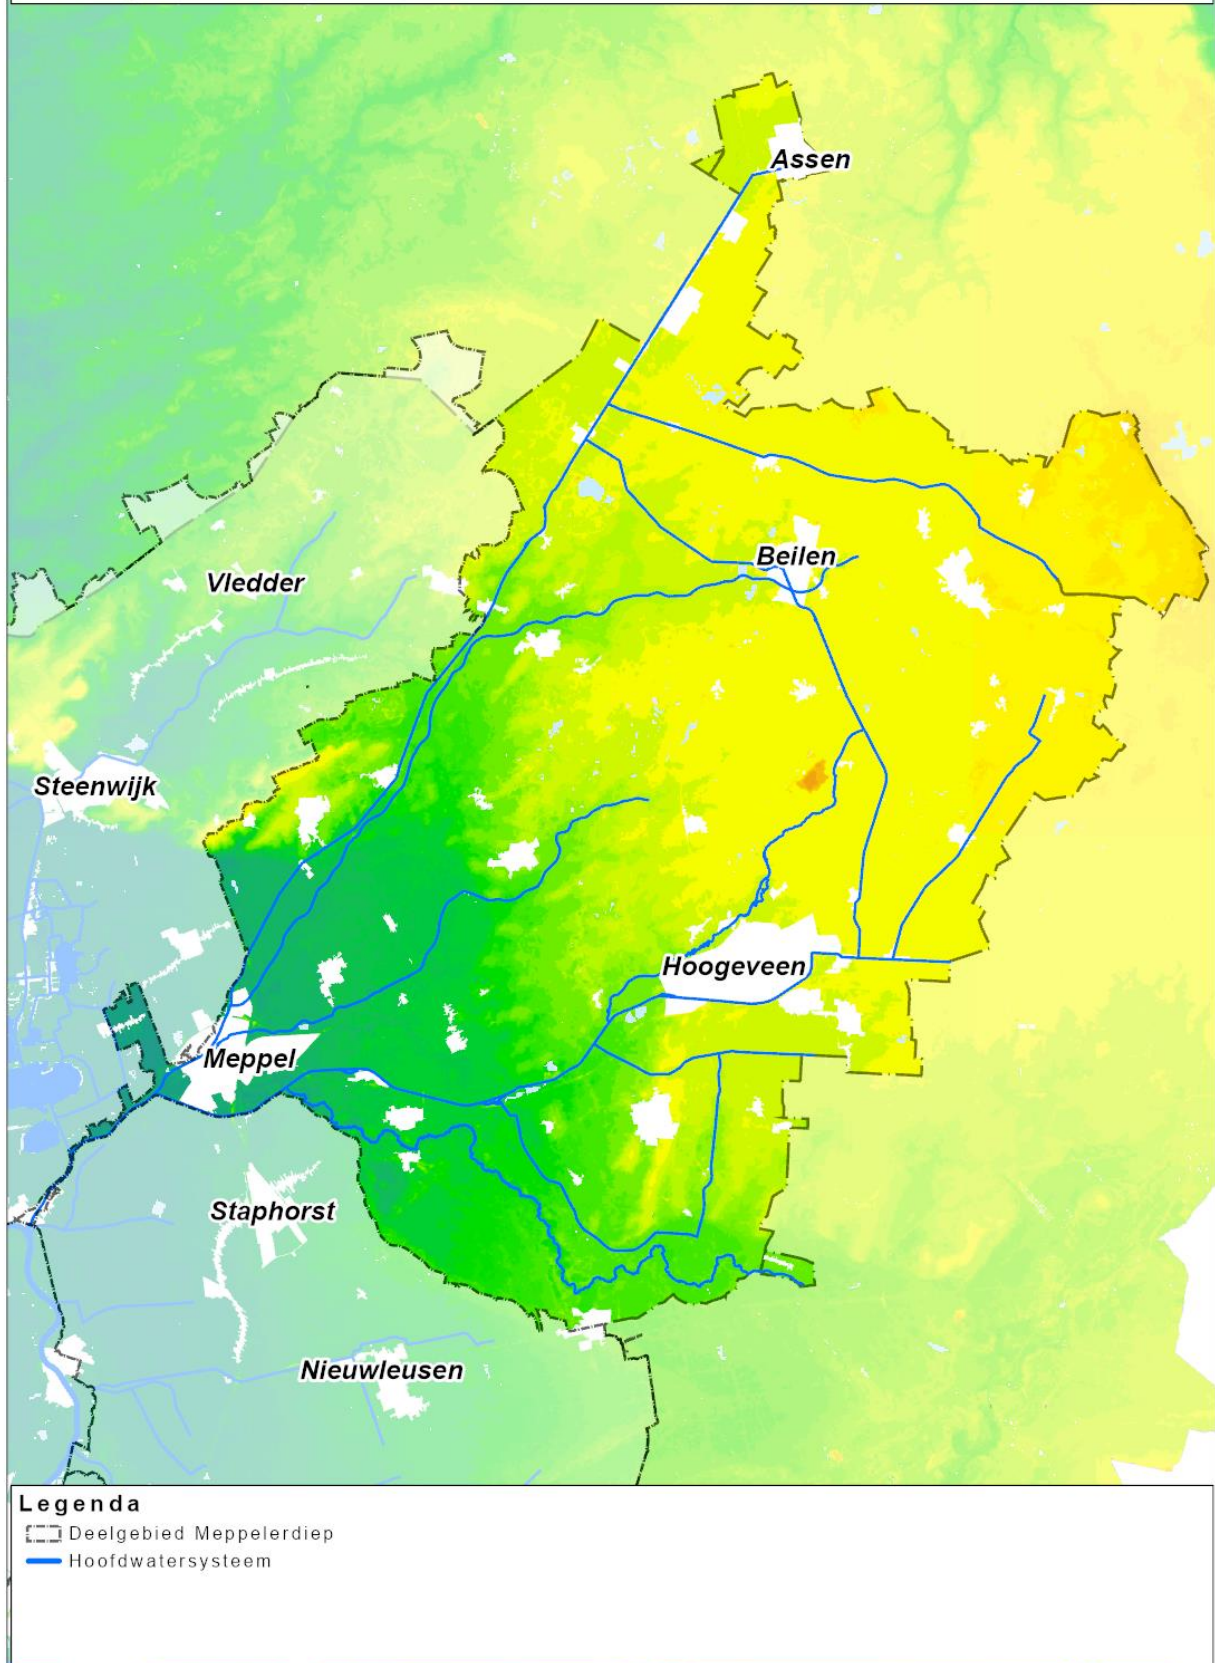 Assen
Beilen
Vledder
Steenwijk
Hoogeveen
Meppel
Staphorst
Nieuwleusen
Legenda
Deelgebied Meppelerdiep
Hoofdwatersysteem